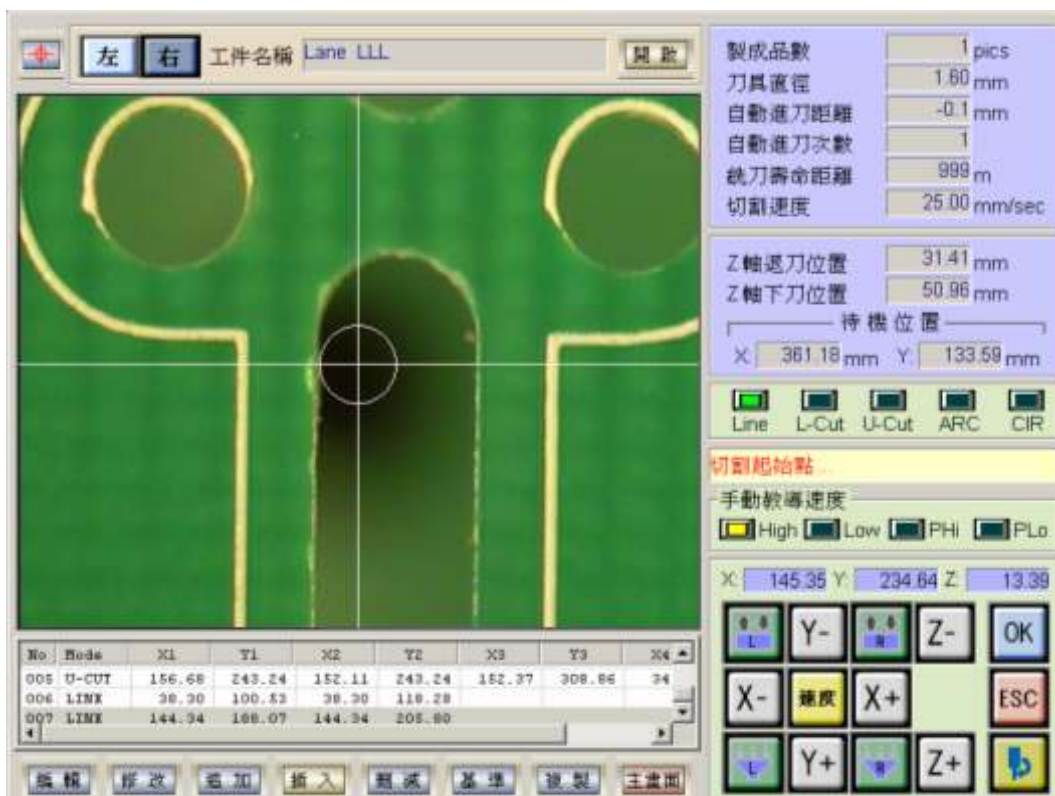 左 右 工件名稱 Lane LLL 開啟
製成品數 1 pics
刀具直徑 1.60 mm
自動進刀距離 -0.1 mm
自動進刀次數 1
銑刀壽命距離 999 m
切割速度 25.00 mm/sec
Z軸退刀位置 31.41 mm
Z軸下刀位置 50.96 mm
待機位置
X: 361.18 mm Y: 133.59 mm
Line L-Cut U-Cut ARC CIR
切割起始點...
手動教導速度
High Low PHi PLo
X: 145.35 Y: 234.64 Z: 13.39
L Y- R Z- OK
X- 速度 X+ ESC
L Y+ R Z+
No Mode X1 Y1 X2 Y2 X3 Y3 X4
005 U-CUT 156.68 243.24 152.11 243.24 152.37 308.86 34
006 LINE 38.30 100.53 38.30 118.28
007 LINE 144.34 188.07 144.34 205.80
編輯 修改 追加 插入 刪減 基準 複製 主畫面